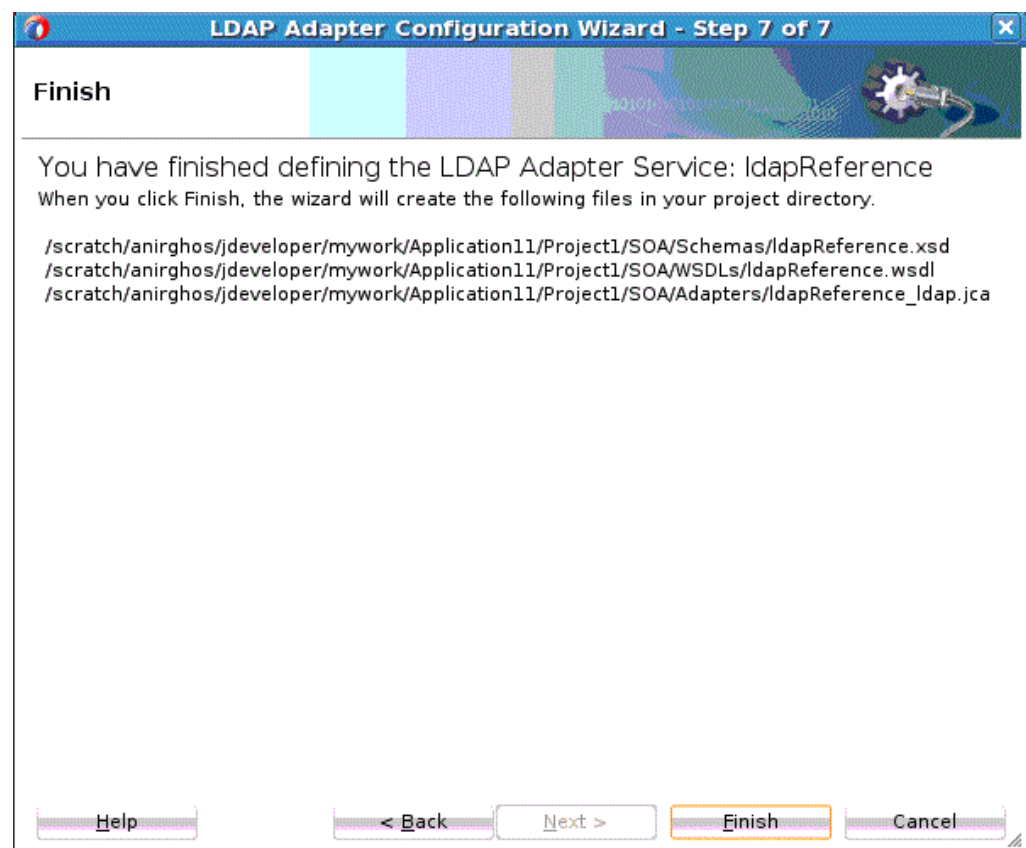 LDAP Adapter Configuration Wizard - Step 7 of 7
Finish
You have finished defining the LDAP Adapter Service: ldapReference
When you click Finish, the wizard will create the following files in your project directory.
/scratch/anirghos/jdeveloper/mywork/Application11/Project1/SOA/Schemas/ldapReference.xsd
/scratch/anirghos/jdeveloper/mywork/Application11/Project1/SOA/WSDLs/ldapReference.wsdl
/scratch/anirghos/jdeveloper/mywork/Application11/Project1/SOA/Adapters/ldapReference_ldap.jca
Help < Back Next > Finish Cancel